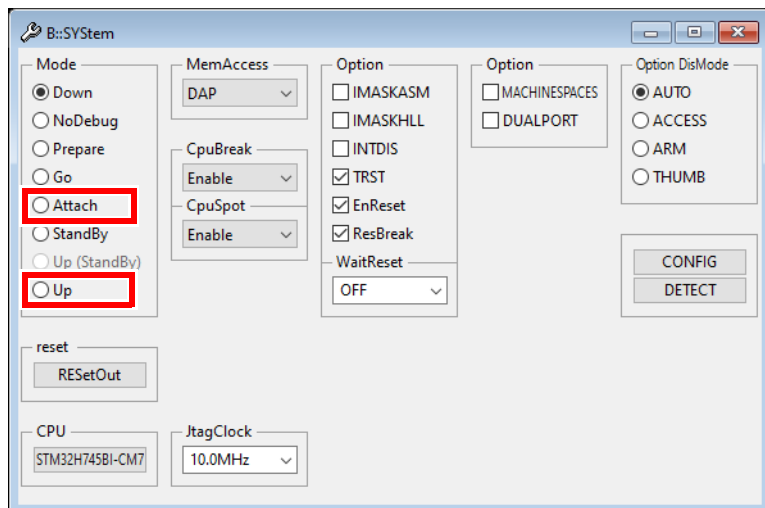 B::SYStem
Mode
Down
NoDebug
Prepare
Go
Attach
StandBy
Up (StandBy)
Up
MemAccess
DAP
CpuBreak
Enable
CpuSpot
Enable
Option
IMASKASM
IMASKHLL
INTDIS
TRST
EnReset
ResBreak
WaitReset
OFF
Option
MACHINESPACES
DUALPORT
Option DisMode
AUTO
ACCESS
ARM
THUMB
CONFIG
DETECT
reset
RESetOut
CPU
STM32H745BI-CM7
JtagClock
10.0MHz